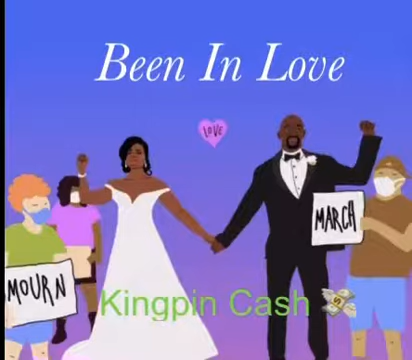 Been In Love
LOVE
MARCH
MOURN
Kingpin Cash 💸